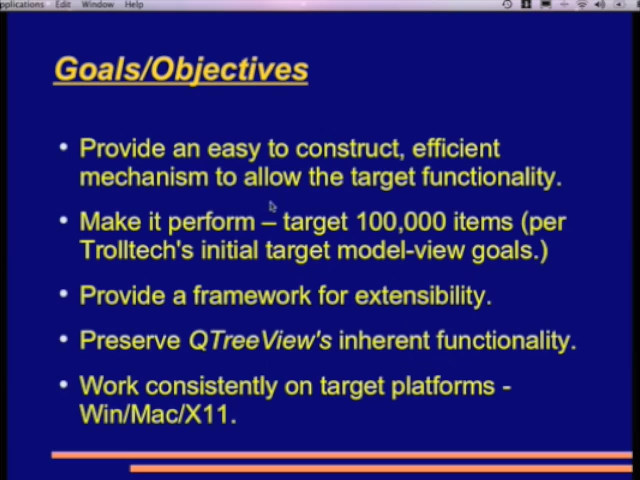 pplications Edit Window Help
Goals/Objectives
• Provide an easy to construct, efficient
mechanism to allow the target functionality.
• Make it perform – target 100,000 items (per
Trolltech's initial target model-view goals.)
• Provide a framework for extensibility.
• Preserve QTreeView's inherent functionality.
• Work consistently on target platforms -
Win/Mac/X11.